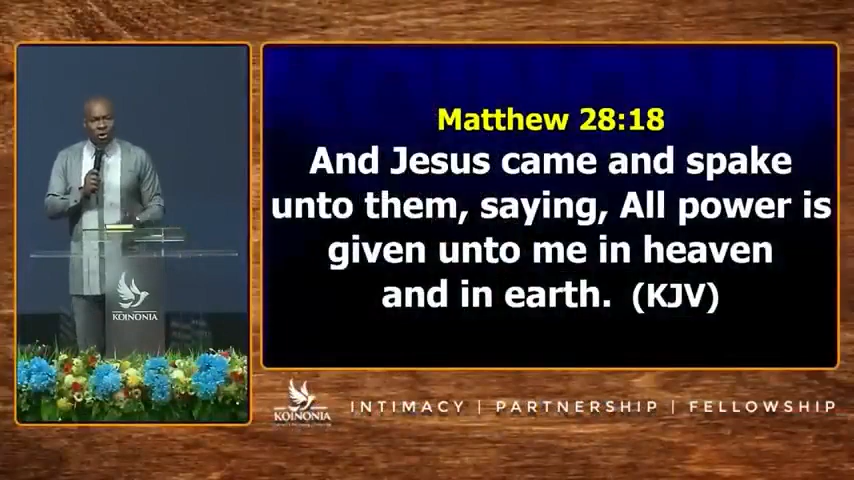 Matthew 28:18
And Jesus came and spake
unto them, saying, All power is
given unto me in heaven
and in earth. (KJV)
KOINONIA
KOINONIA
INTIMACY | PARTNERSHIP | FELLOWSHIP